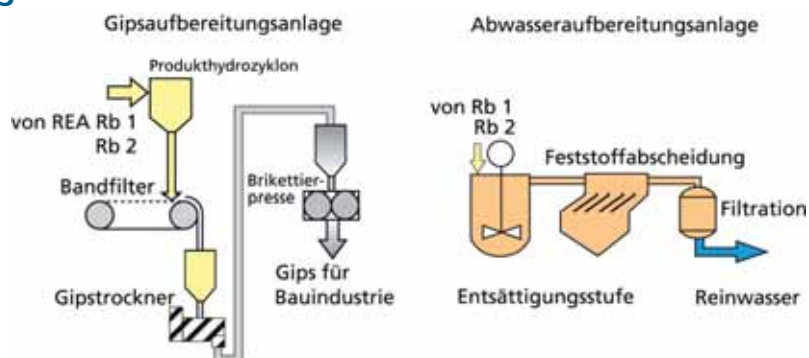 Gipsaufbereitungsanlage
Produkthydrozyklon
von REA Rb 1
Rb 2
Bandfilter
Gipstrockner
Brikettier-
presse
Gips für
Bauindustrie
Abwasseraufbereitungsanlage
von Rb 1
Rb 2
Feststoffabscheidung
Filtration
Entsättigungsstufe
Reinwasser